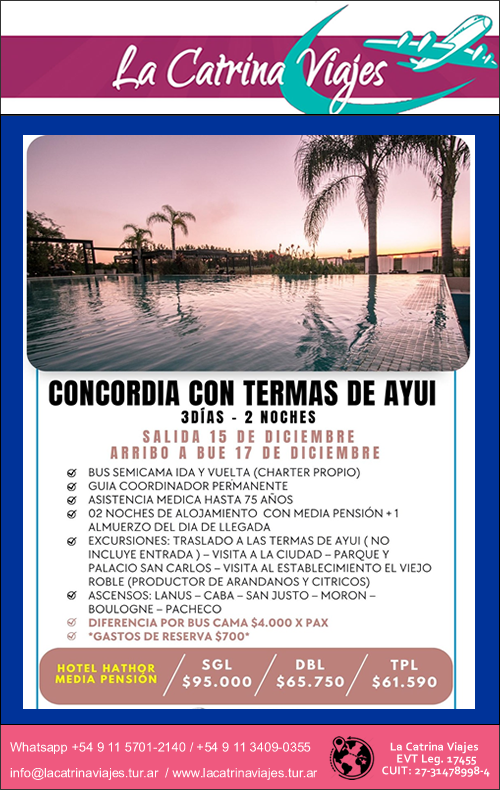 La Catrina Viajes
CONCORDIA CON TERMAS DE AYUI
3DÍAS - 2 NOCHES
SALIDA 15 DE DICIEMBRE
ARRIBO A BUE 17 DE DICIEMBRE
BUS SEMICAMA IDA Y VUELTA (CHARTER PROPIO)
GUIA COORDINADOR PERMANENTE
ASISTENCIA MEDICA HASTA 75 AÑOS
02 NOCHES DE ALOJAMIENTO CON MEDIA PENSIÓN + 1
ALMUERZO DEL DIA DE LLEGADA
EXCURSIONES: TRASLADO A LAS TERMAS DE AYUI ( NO
INCLUYE ENTRADA ) – VISITA A LA CIUDAD – PARQUE Y
PALACIO SAN CARLOS – VISITA AL ESTABLECIMIENTO EL VIEJO
ROBLE (PRODUCTOR DE ARANDANOS Y CITRICOS)
ASCENSOS: LANUS – CABA – SAN JUSTO – MORON –
BOULOGNE – PACHECO
DIFERENCIA POR BUS CAMA $4.000 X PAX
*GASTOS DE RESERVA $700*
HOTEL HATHOR
MEDIA PENSIÓN
SGL
$95.000
DBL
$65.750
TPL
$61.590
Whatsapp +54 9 11 5701-2140 / +54 9 11 3409-0355
info@lacatrinaviajes.tur.ar / www.lacatrinaviajes.tur.ar
La Catrina Viajes
EVT Leg. 17455
CUIT: 27-31478998-4